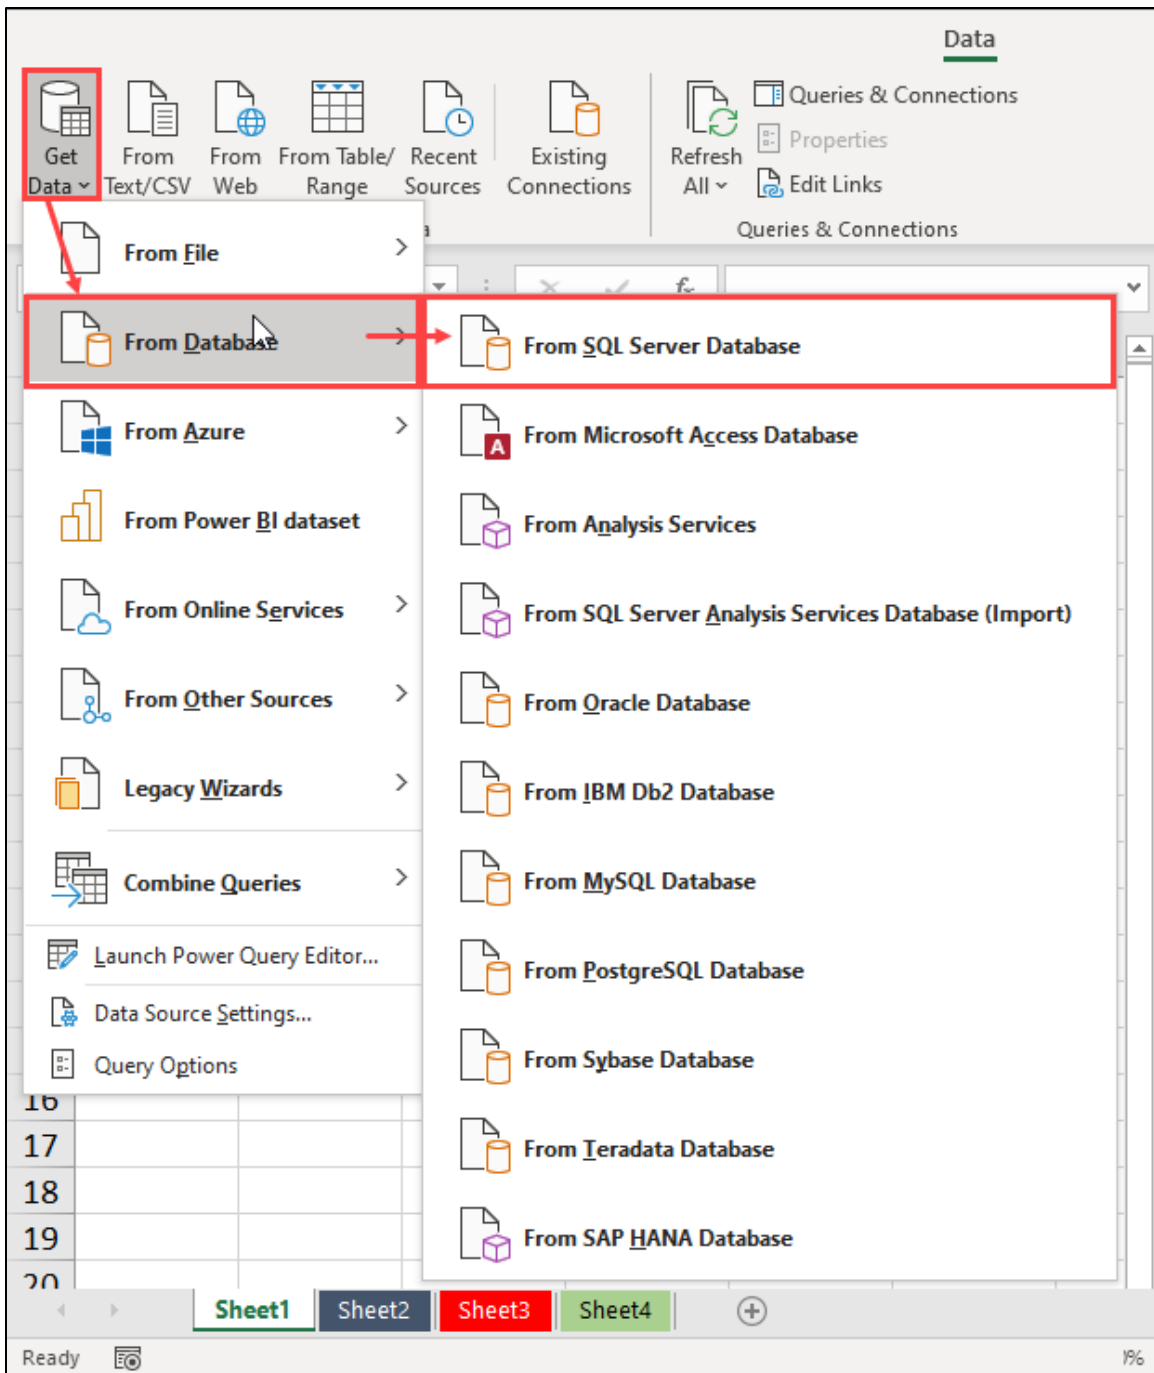 Data
Get Data
From Text/CSV
From Web
From Table/ Range
Recent Sources
Existing Connections
Refresh All
Queries & Connections
Properties
Edit Links
Queries & Connections
From File
From Database
From Azure
From Power BI dataset
From Online Services
From Other Sources
Legacy Wizards
Combine Queries
Launch Power Query Editor...
Data Source Settings...
Query Options
From SQL Server Database
From Microsoft Access Database
From Analysis Services
From SQL Server Analysis Services Database (Import)
From Oracle Database
From IBM Db2 Database
From MySQL Database
From PostgreSQL Database
From Sybase Database
From Teradata Database
From SAP HANA Database
16
17
18
19
20
Sheet1 Sheet2 Sheet3 Sheet4
Ready